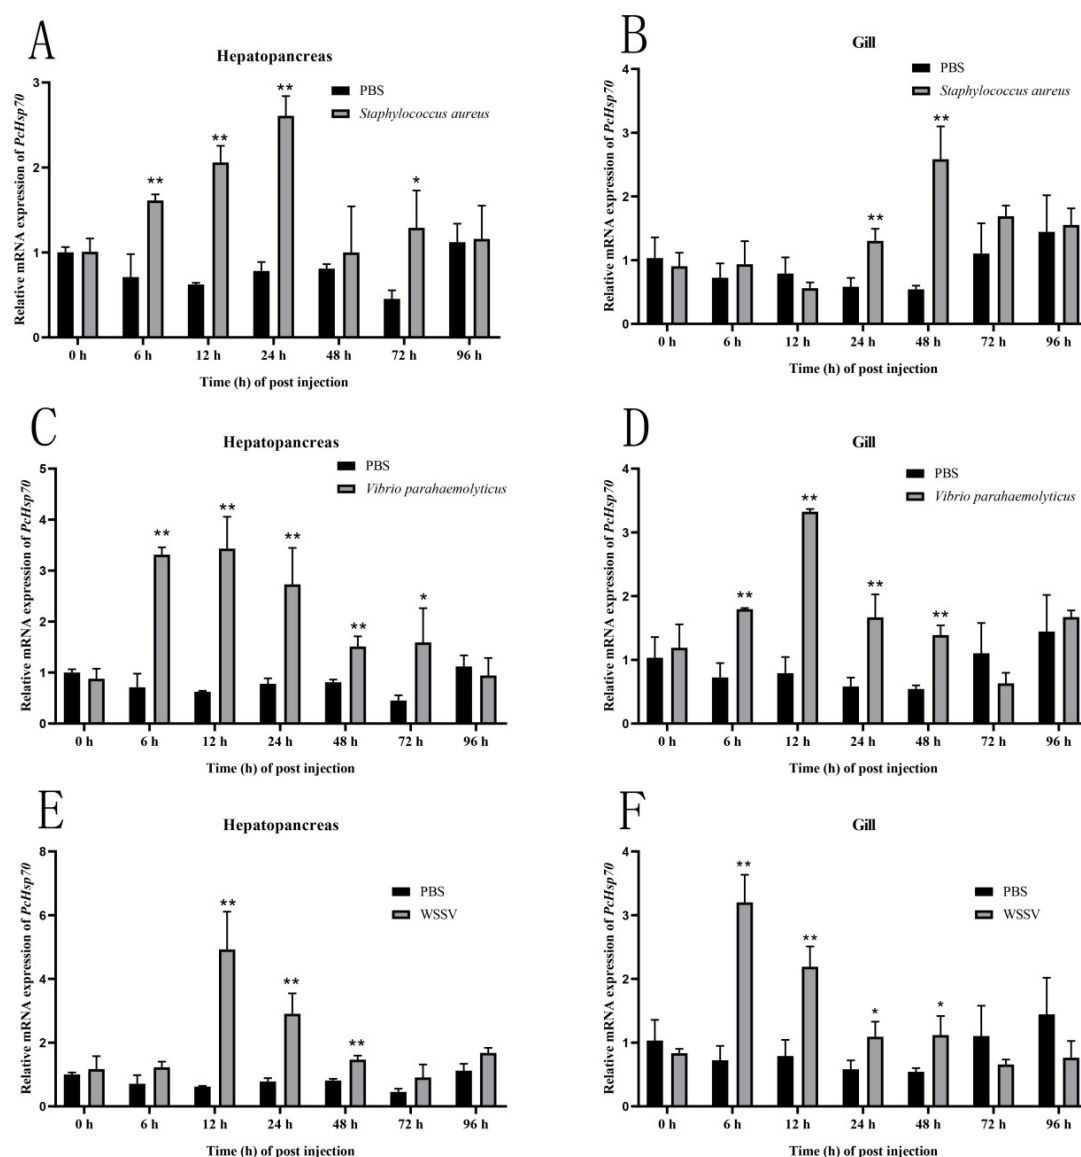 A
Hepatopancreas
Relative mRNA expression of PcHsp70
3
2
1
0
PBS
Staphylococcus aureus
**
**
**
*
0 h 6 h 12 h 24 h 48 h 72 h 96 h
Time (h) of post injection
B
Gill
Relative mRNA expression of PcHsp70
4
3
2
1
0
PBS
Staphylococcus aureus
**
**
0 h 6 h 12 h 24 h 48 h 72 h 96 h
Time (h) of post injection
C
Hepatopancreas
Relative mRNA expression of PcHsp70
5
4
3
2
1
0
PBS
Vibrio parahaemolyticus
**
**
**
**
*
0 h 6 h 12 h 24 h 48 h 72 h 96 h
Time (h) of post injection
D
Gill
Relative mRNA expression of PcHsp70
4
3
2
1
0
PBS
Vibrio parahaemolyticus
**
**
**
**
0 h 6 h 12 h 24 h 48 h 72 h 96 h
Time (h) of post injection
E
Hepatopancreas
Relative mRNA expression of PcHsp70
8
6
4
2
0
PBS
WSSV
**
**
**
0 h 6 h 12 h 24 h 48 h 72 h 96 h
Time (h) of post injection
F
Gill
Relative mRNA expression of PcHsp70
4
3
2
1
0
PBS
WSSV
**
**
*
*
0 h 6 h 12 h 24 h 48 h 72 h 96 h
Time (h) of post injection